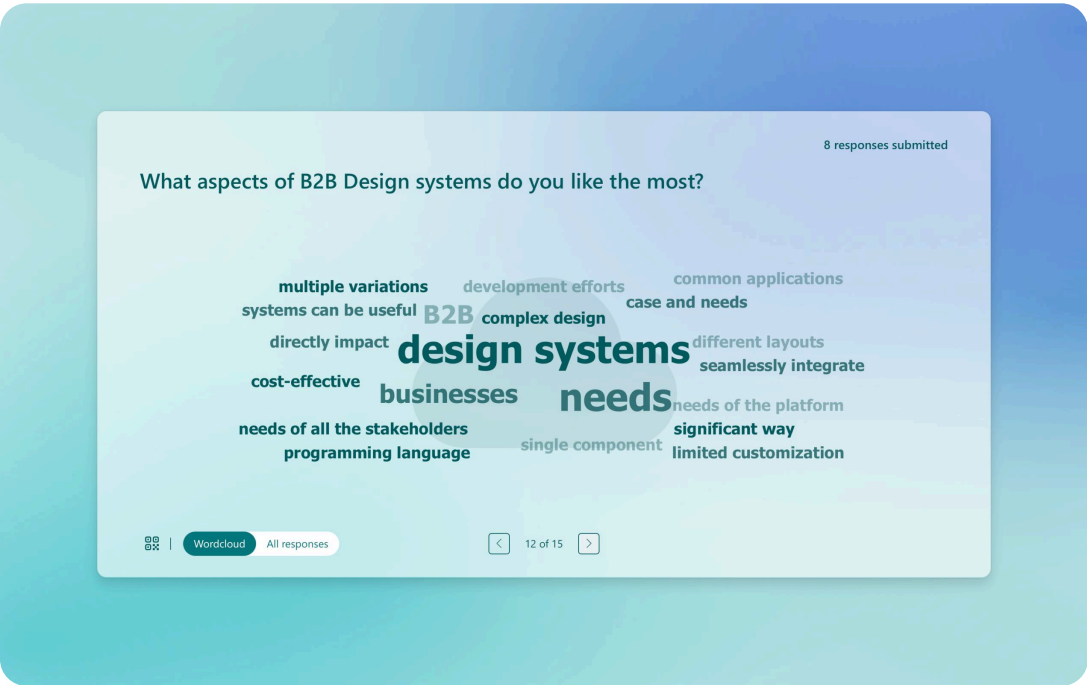 8 responses submitted
What aspects of B2B Design systems do you like the most?
multiple variations
development efforts
common applications
systems can be useful
B2B
complex design
case and needs
directly impact
design systems
different layouts
seamlessly integrate
cost-effective
businesses
needs
needs of the platform
needs of all the stakeholders
significant way
single component
programming language
limited customization
Wordcloud
All responses
12 of 15